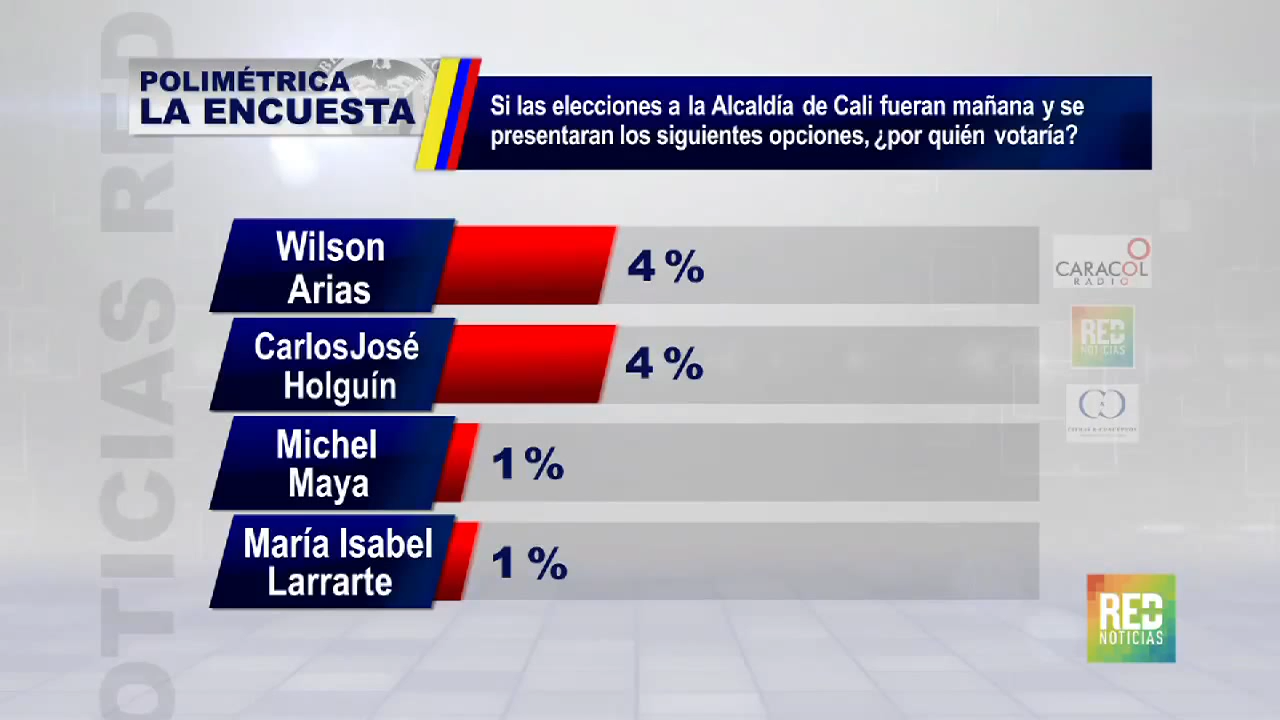 NOTICIAS RED
POLIMÉTRICA
LA ENCUESTA
Si las elecciones a la Alcaldía de Cali fueran mañana y se
presentaran los siguientes opciones, ¿por quién votaría?
Wilson
Arias
4 %
CarlosJosé
Holguín
4 %
Michel
Maya
1 %
María Isabel
Larrarte
1 %
CARACOL
RADIO
RED
NOTICIAS
RED
NOTICIAS